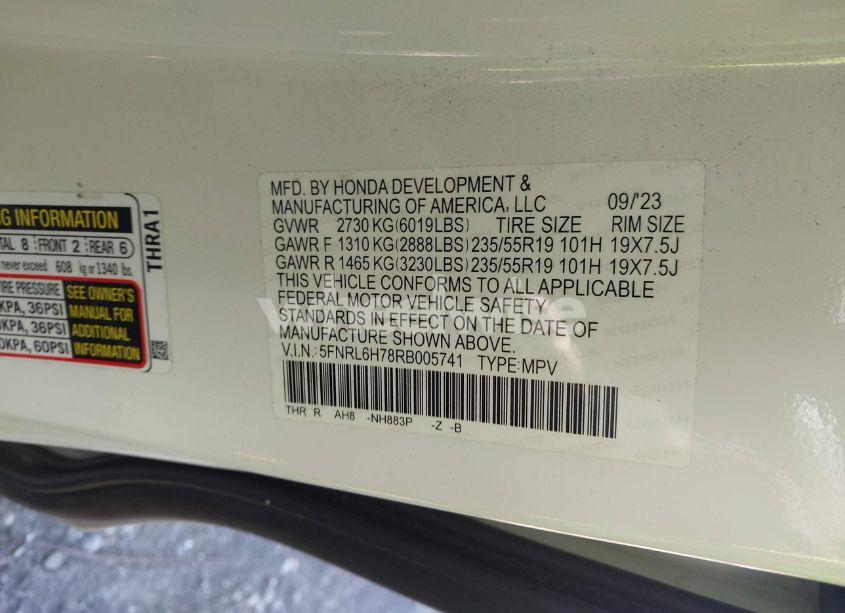 NG INFORMATION
TAL 8 FRONT 2 REAR 6
never exceed 608 kg or 1340 lbs.
TIRE PRESSURE SEE OWNER'S
KPA, 36PSI MANUAL FOR
KPA, 36PSI ADDITIONAL
KPA, 60PSI INFORMATION
THRA1
MFD. BY HONDA DEVELOPMENT &
MANUFACTURING OF AMERICA, LLC 09/'23
GVWR 2730 KG(6019LBS) TIRE SIZE RIM SIZE
GAWR F 1310 KG(2888LBS) 235/55R19 101H 19X7.5J
GAWR R 1465 KG(3230LBS) 235/55R19 101H 19X7.5J
THIS VEHICLE CONFORMS TO ALL APPLICABLE
FEDERAL MOTOR VEHICLE SAFETY
STANDARDS IN EFFECT ON THE DATE OF
MANUFACTURE SHOWN ABOVE.
V.I.N.: 5FNRL6H78RB005741 TYPE:MPV
THR R AH8 -NH883P -Z -B
HONDA